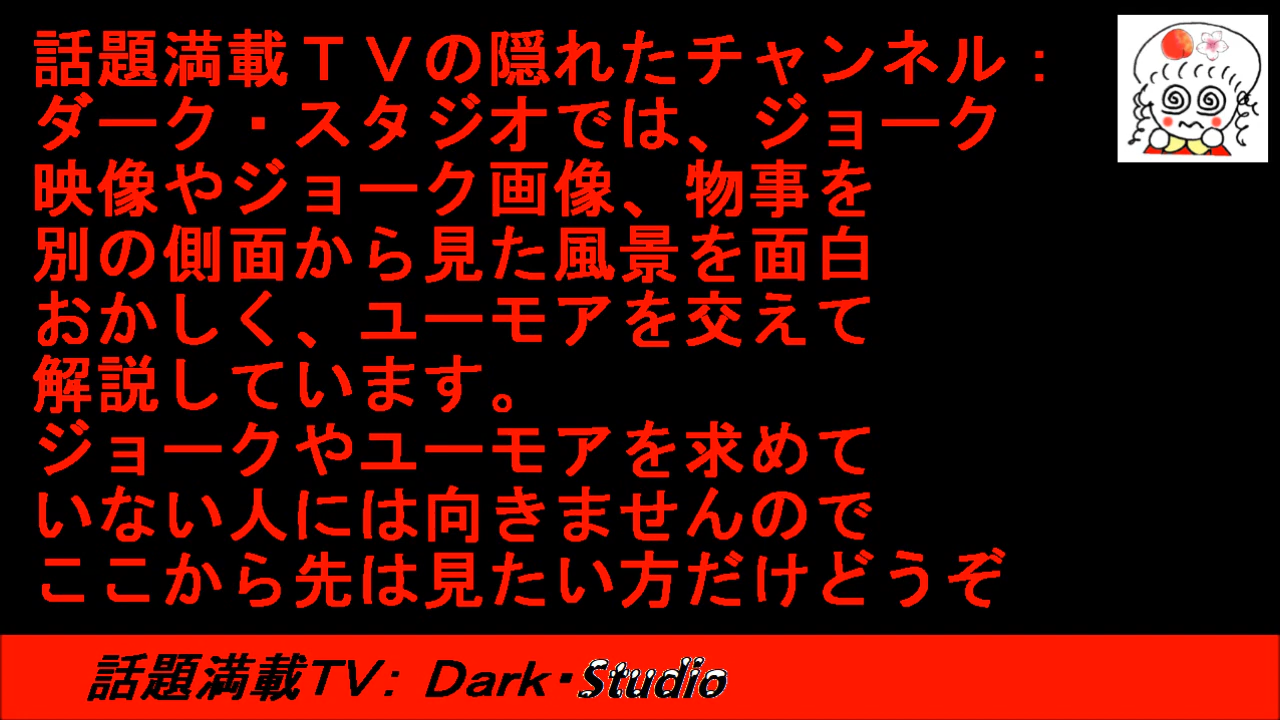 話題満載ＴＶの隠れたチャンネル：
ダーク・スタジオでは、ジョーク
映像やジョーク画像、物事を
別の側面から見た風景を面白
おかしく、ユーモアを交えて
解説しています。
ジョークやユーモアを求めて
いない人には向きませんので
ここから先は見たい方だけどうぞ
話題満載TV： Dark・Studio